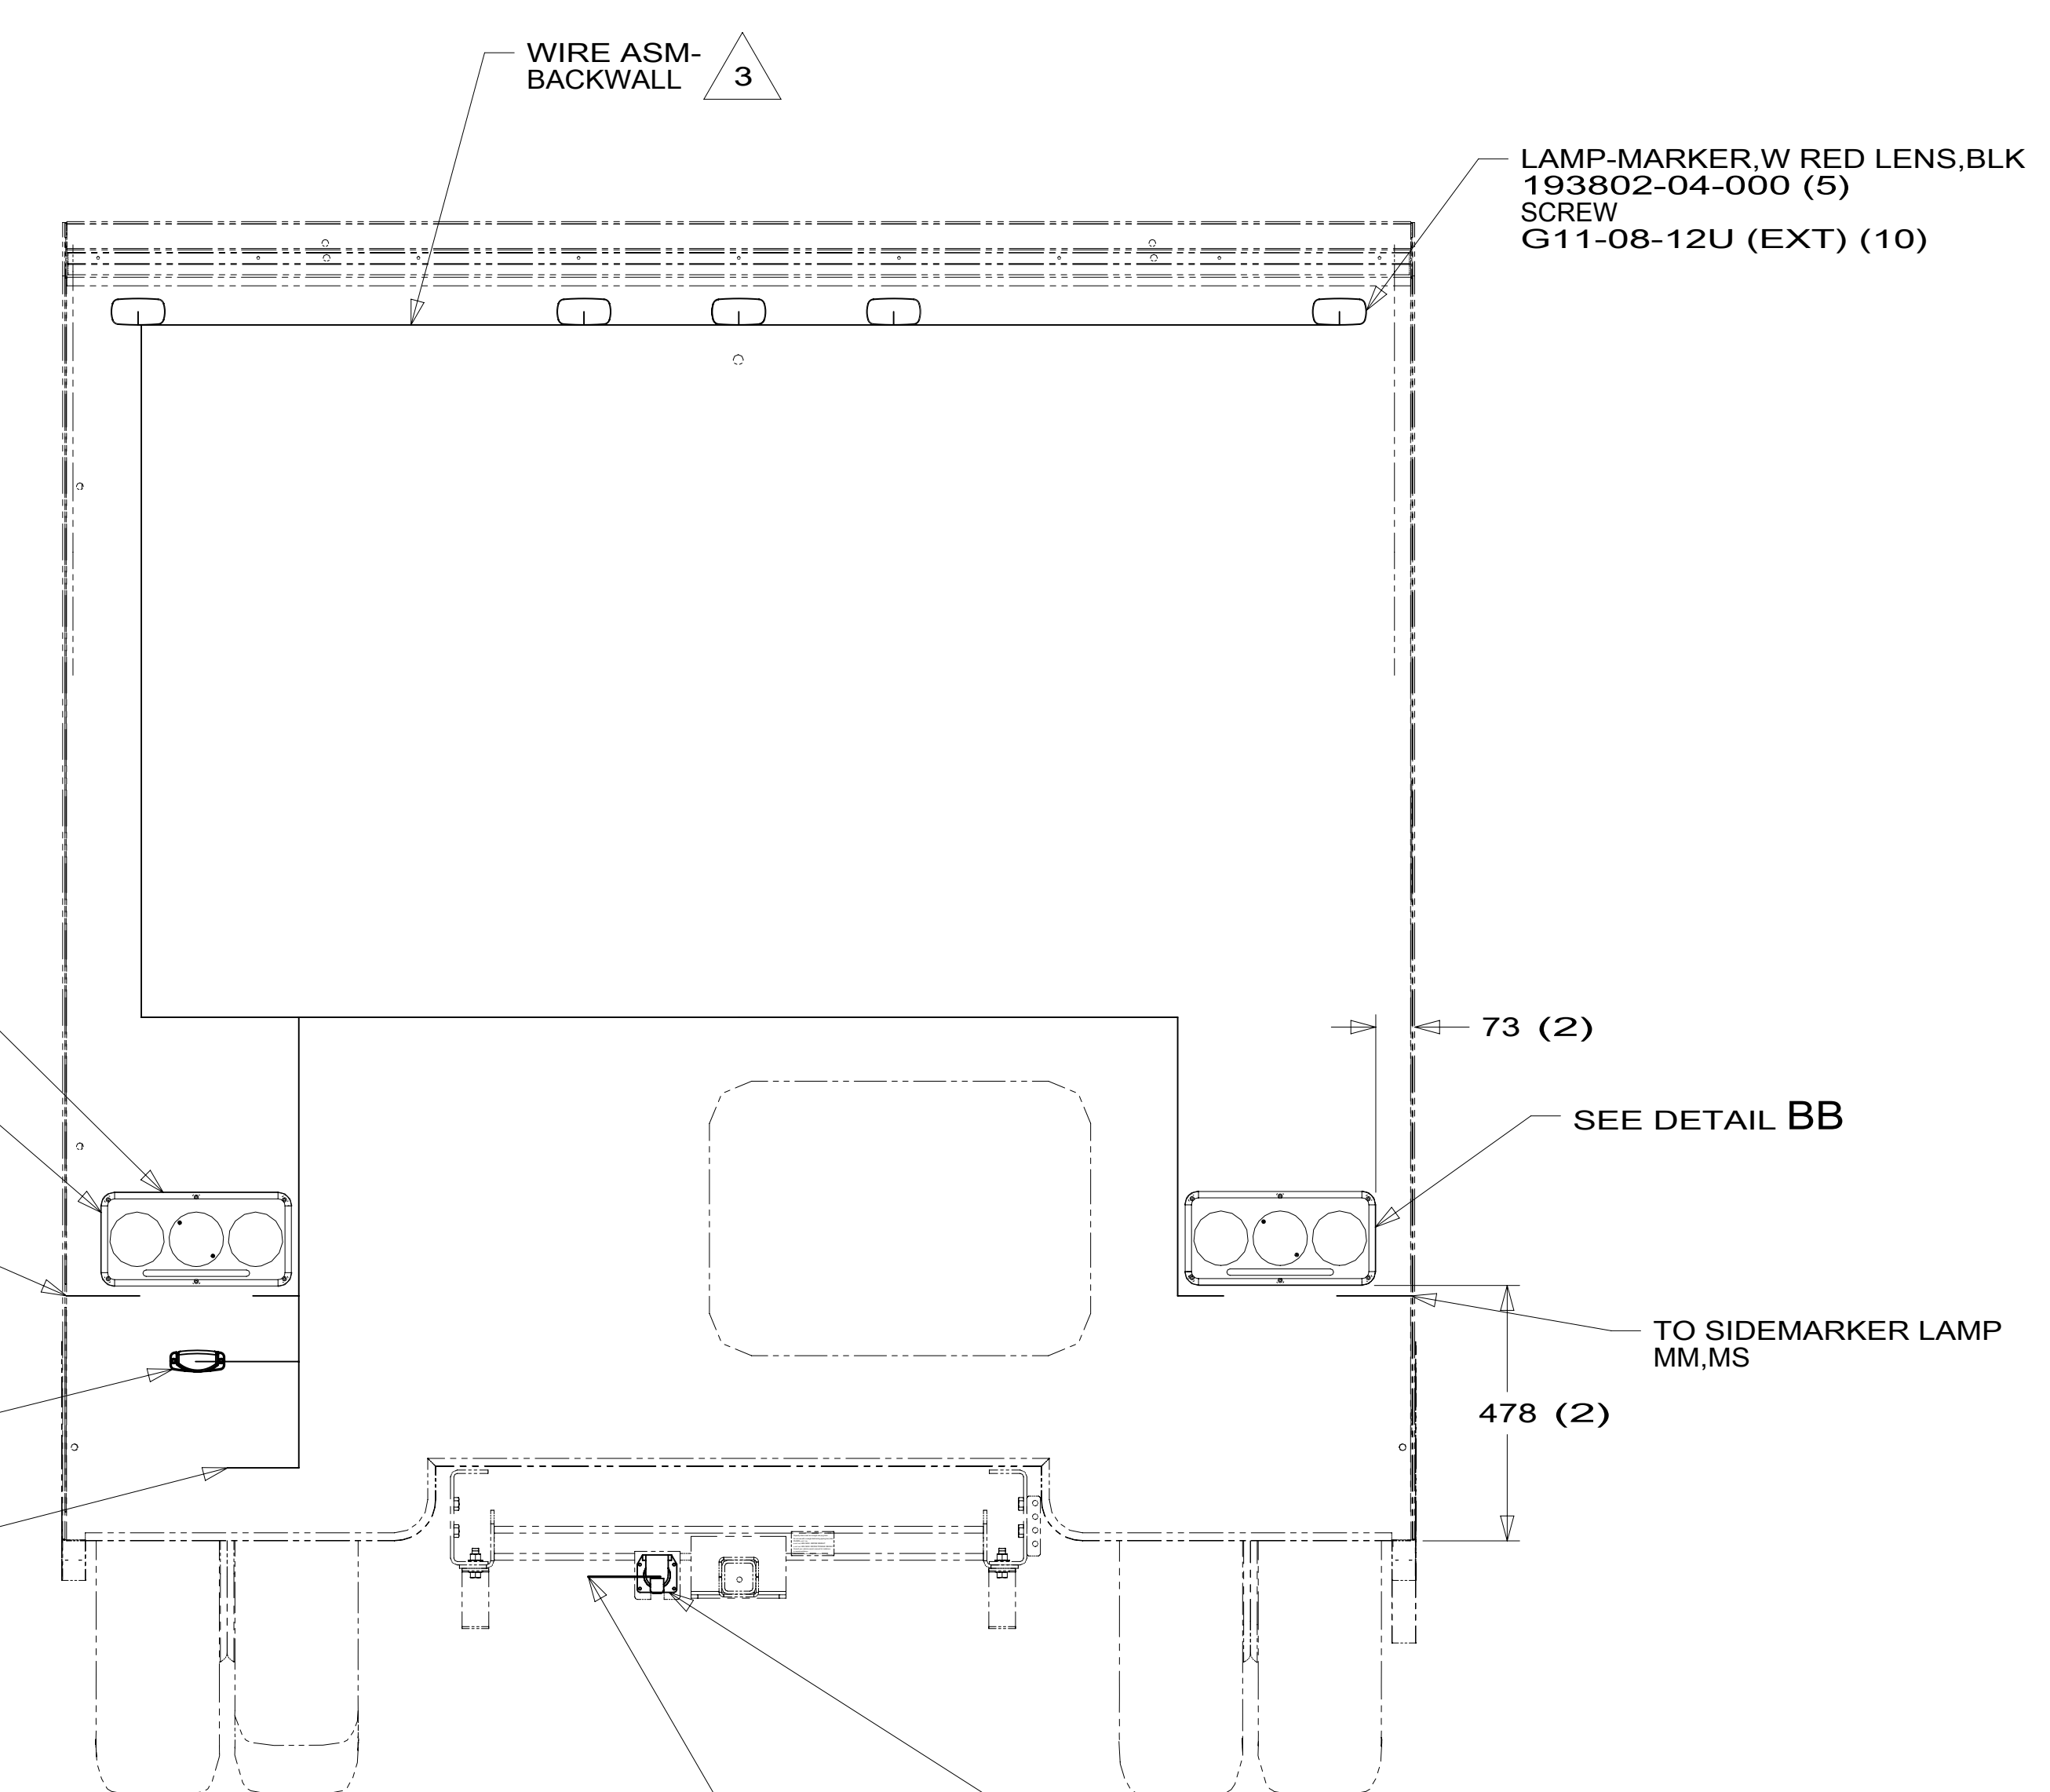 WIRE ASM-
BACKWALL
3
LAMP-MARKER,W RED LENS,BLK
193802-04-000 (5)
SCREW
G11-08-12U (EXT) (10)
73 (2)
SEE DETAIL BB
TO SIDEMARKER LAMP
MM,MS
478 (2)